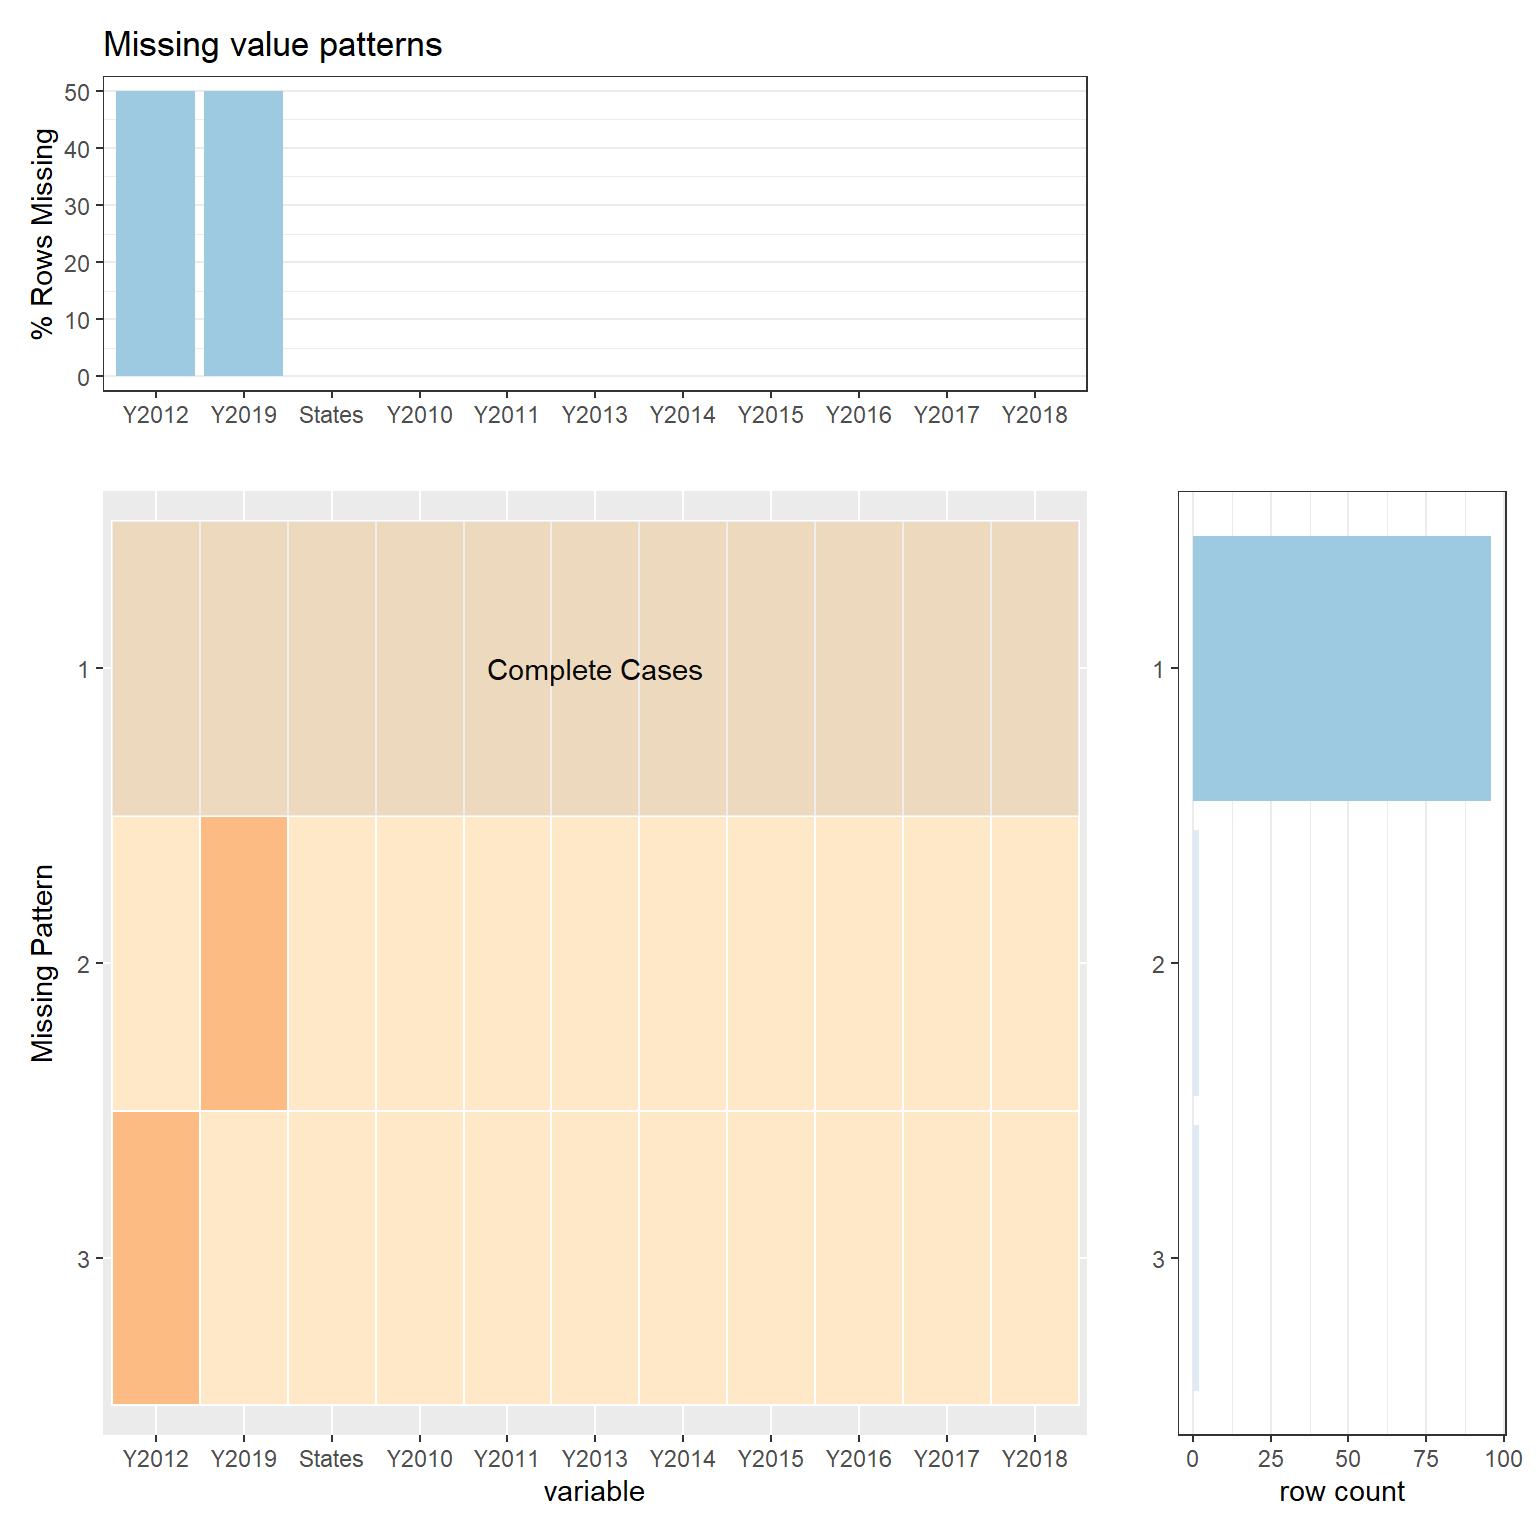 Missing value patterns
% Rows Missing
50
40
30
20
10
0
Y2012 Y2019 States Y2010 Y2011 Y2013 Y2014 Y2015 Y2016 Y2017 Y2018
Missing Pattern
1
2
3
Complete Cases
Y2012 Y2019 States Y2010 Y2011 Y2013 Y2014 Y2015 Y2016 Y2017 Y2018
variable
1
2
3
0 25 50 75 100
row count